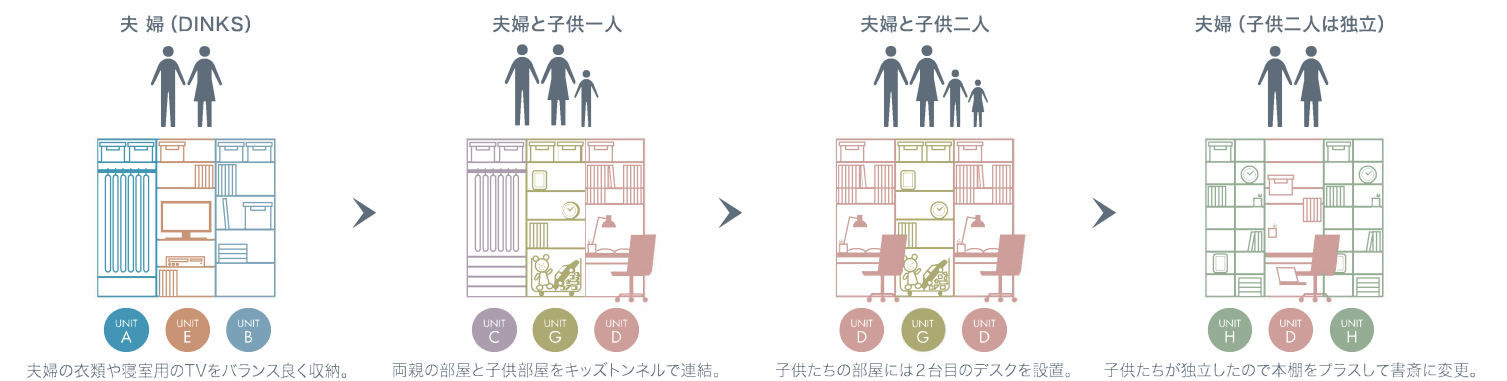 夫 婦（DINKS）
夫婦と子供一人
夫婦と子供二人
夫婦（子供二人は独立）
UNIT A
UNIT E
UNIT B
UNIT C
UNIT G
UNIT D
UNIT D
UNIT G
UNIT D
UNIT H
UNIT D
UNIT H
夫婦の衣類や寝室用のTVをバランス良く収納。
両親の部屋と子供部屋をキッズトンネルで連結。
子供たちの部屋には２台目のデスクを設置。
子供たちが独立したので本棚をプラスして書斎に変更。